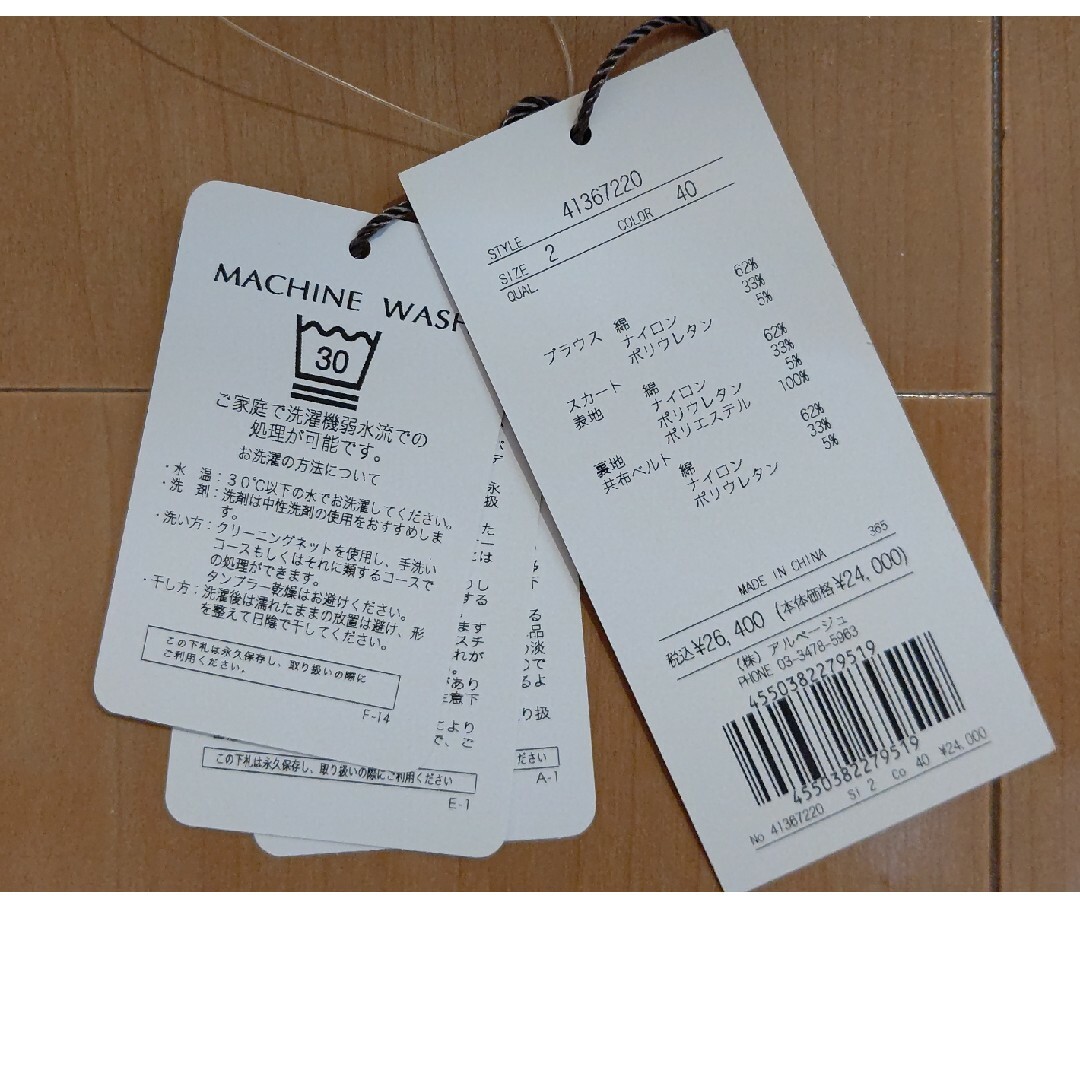 MACHINE WASH
30
ご家庭で洗濯機弱水流での
処理が可能です。
お洗濯の方法について
・水　温：３０℃以下の水でお洗濯してください。
・洗　剤：洗剤は中性洗剤の使用をおすすめしま
す。
・洗い方：クリーニングネットを使用し、手洗い
コースもしくはそれに類するコースで
の処理ができます。
タンブラー乾燥はお避けください。
・干し方：洗濯後は濡れたままの放置は避け、形
を整えて日陰で干してください。
この下札は永久保存し、取り扱いの際に
ご利用ください。
F-14
この下札は永久保存し、取り扱いの際にご利用ください
E-1
ださい
A-1
STYLE 41367220
SIZE 2 COLOR 40
QUAL.
ブラウス 綿 62%
ナイロン 33%
ポリウレタン 5%
スカート
表地 綿 62%
ナイロン 33%
ポリウレタン 5%
裏地 ポリエステル 100%
共布ベルト 綿 62%
ナイロン 33%
ポリウレタン 5%
365
MADE IN CHINA
税込¥26,400 (本体価格¥24,000)
(株) アルページュ
PHONE 03-3478-5963
4550382279519
4550382279519
No 41367220 Si 2 Co 40 ¥24,000